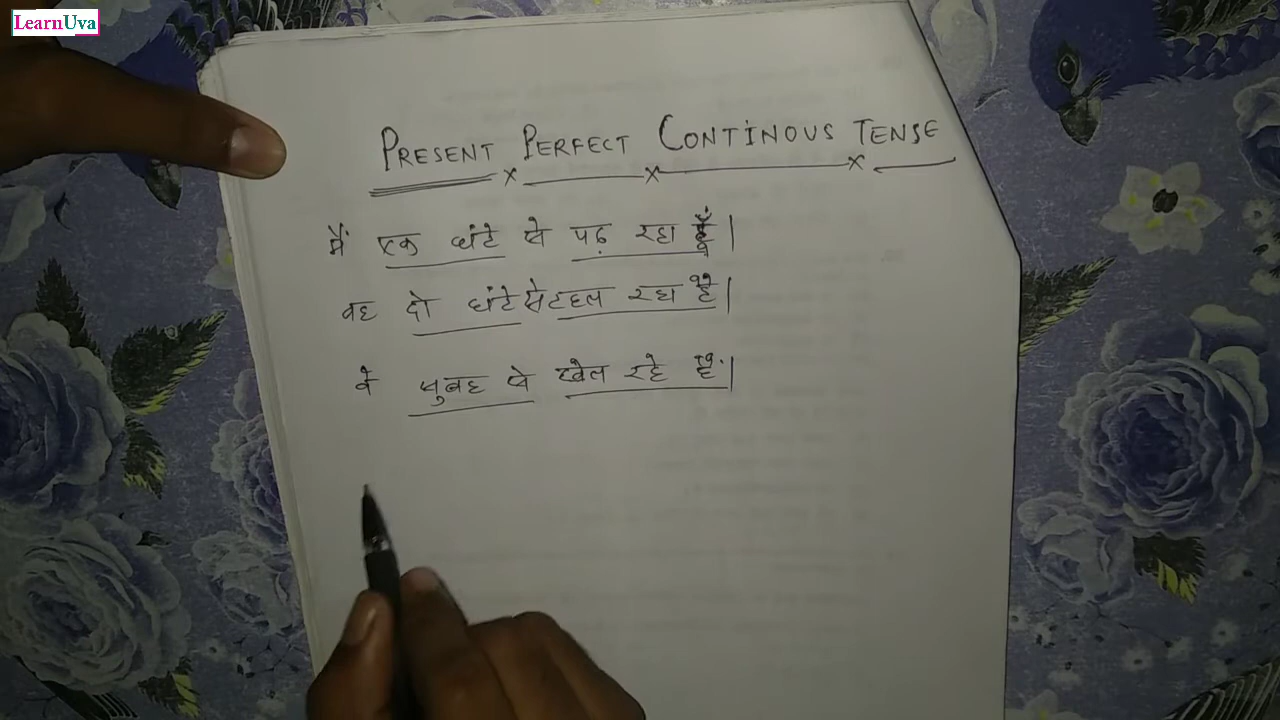 LearnUva
PRESENT PERFECT CONTINOUS TENSE
मैं एक घंटे से पढ़ रहा हूँ।
वह दो घंटे से टहल रहा है।
वे सुबह से खेल रहे हैं।